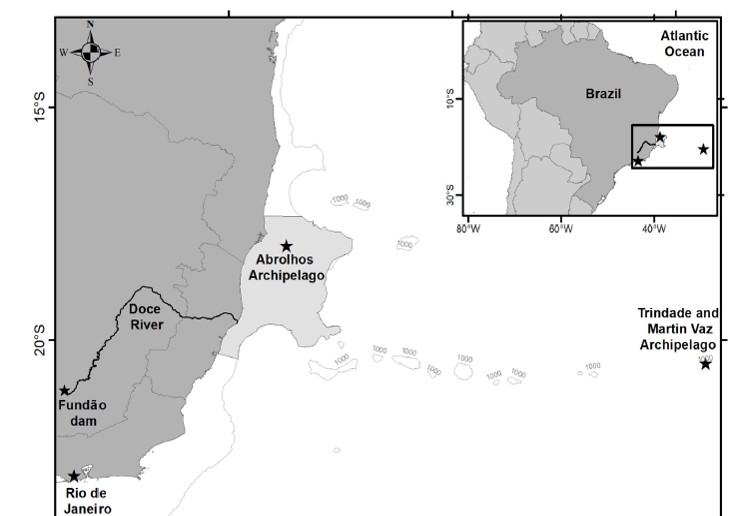 N
W
E
S
15°S
20°S
Atlantic
Ocean
Brazil
10°S
30°S
80°W
60°W
40°W
1000
1000
1000
Abrolhos
Archipelago
Doce
River
Trindade and
Martin Vaz
Archipelago
1000
1000
1000
1000
1000
1000
1000
1000
1000
Fundão
dam
Rio de
Janeiro